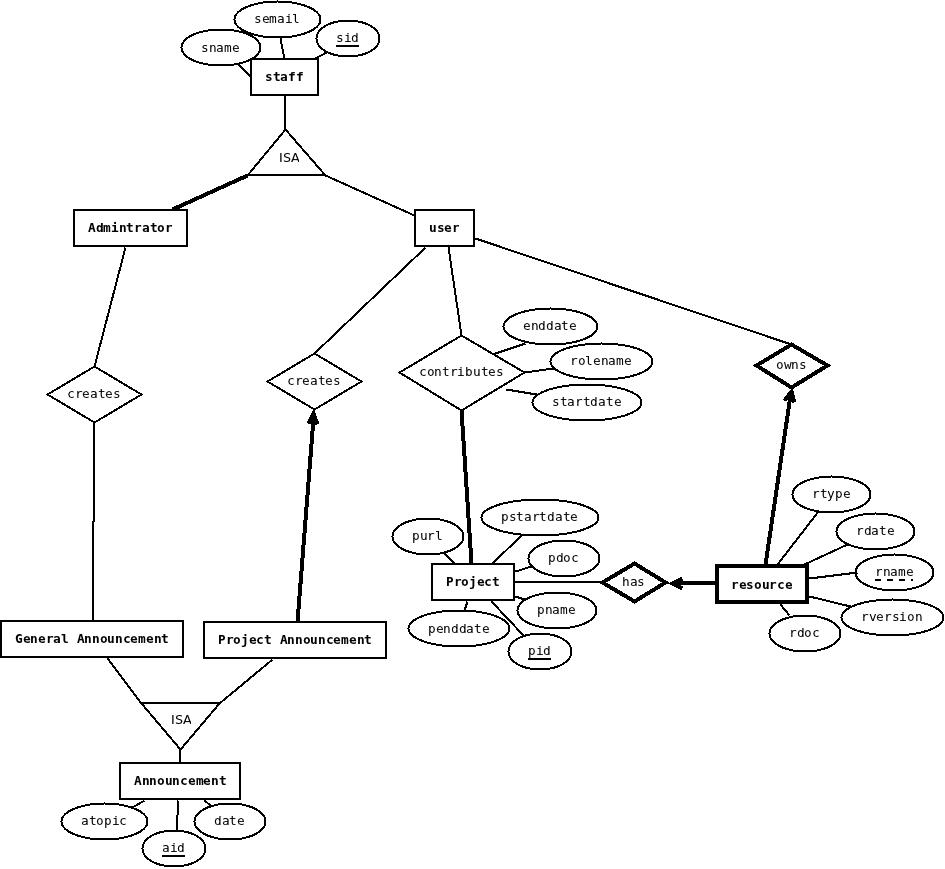 semail
sid
sname
staff
ISA
Admintrator
user
enddate
owns
rolename
contributes
creates
creates
startdate
rtype
pstartdate
rdate
purl
pdoc
rname
Project
has
resource
pname
rversion
penddate
rdoc
General Announcement
Project Announcement
pid
ISA
Announcement
atopic
date
aid